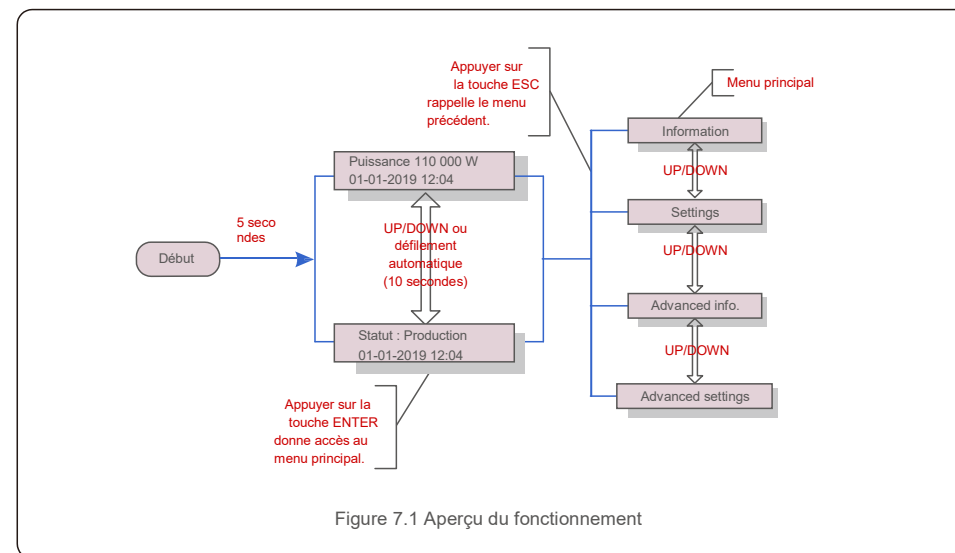 Appuyer sur
la touche ESC
rappelle le menu
précédent.
Menu principal
Information
UP/DOWN
Settings
UP/DOWN
Advanced info.
UP/DOWN
Advanced settings
Puissance 110 000 W
01-01-2019 12:04
5 seco
ndes
Début
UP/DOWN ou
défilement
automatique
(10 secondes)
Statut : Production
01-01-2019 12:04
Appuyer sur la
touche ENTER
donne accès au
menu principal.
Figure 7.1 Aperçu du fonctionnement